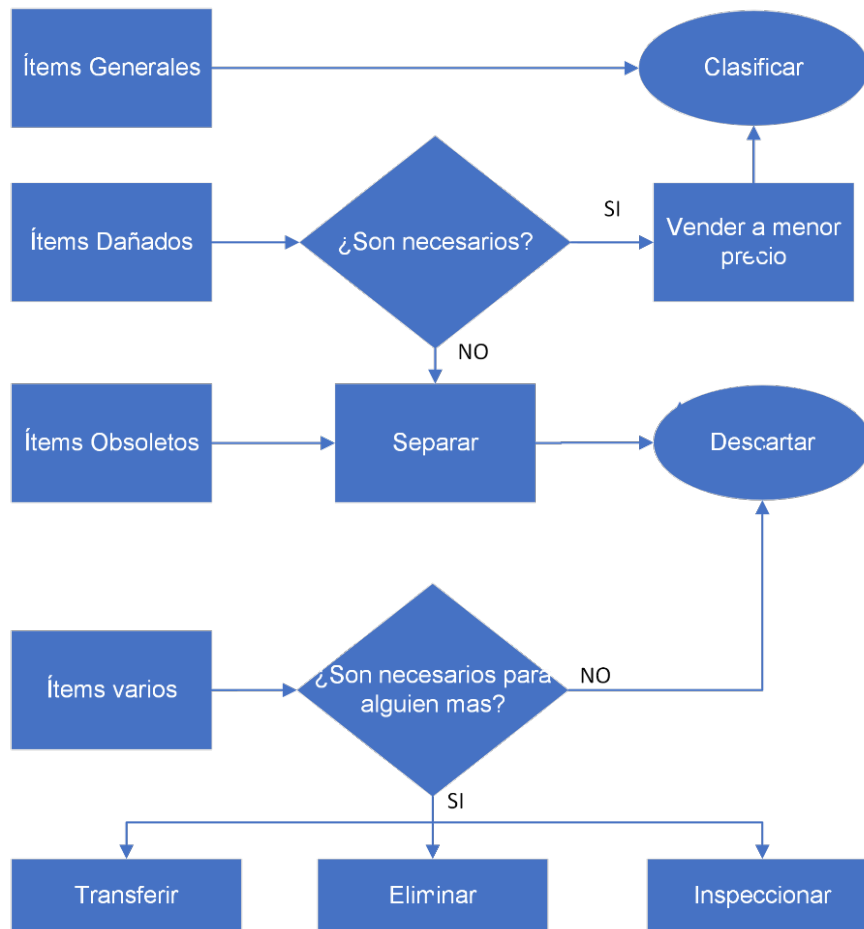 Ítems Generales
Clasificar
Ítems Dañados
¿Son necesarios?
SI
Vender a menor
precio
NO
Ítems Obsoletos
Separar
Descartar
Ítems varios
¿Son necesarios para
alguien mas?
NO
SI
Transferir
Eliminar
Inspeccionar